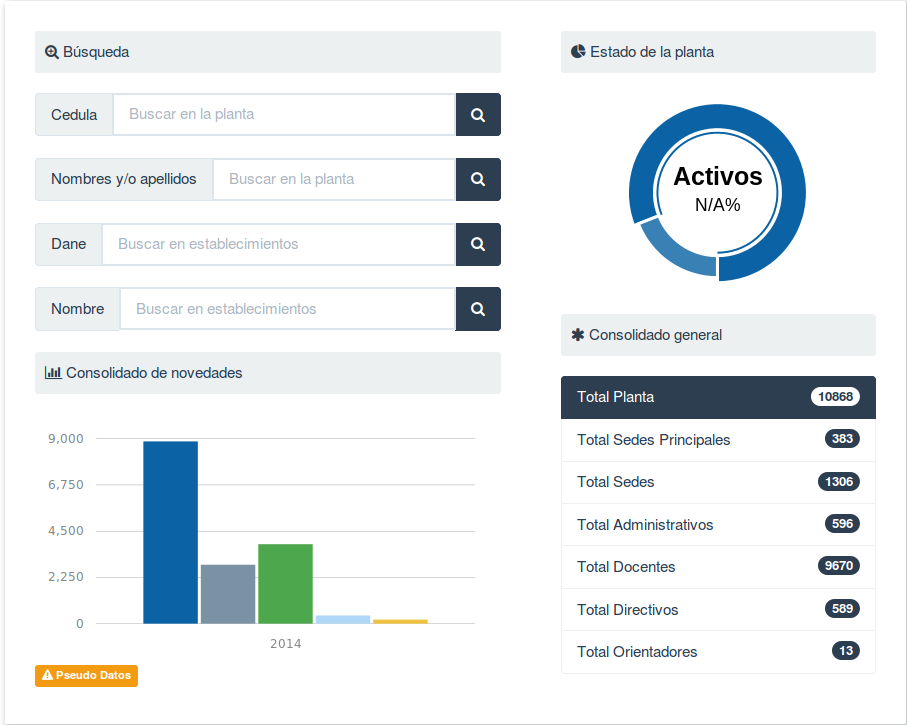 Búsqueda
Cedula Buscar en la planta
Nombres y/o apellidos Buscar en la planta
Dane Buscar en establecimientos
Nombre Buscar en establecimientos
Consolidado de novedades
9,000
6,750
4,500
2,250
0
2014
Pseudo Datos
Estado de la planta
Activos
N/A%
Consolidado general
Total Planta 10868
Total Sedes Principales 383
Total Sedes 1306
Total Administrativos 596
Total Docentes 9670
Total Directivos 589
Total Orientadores 13